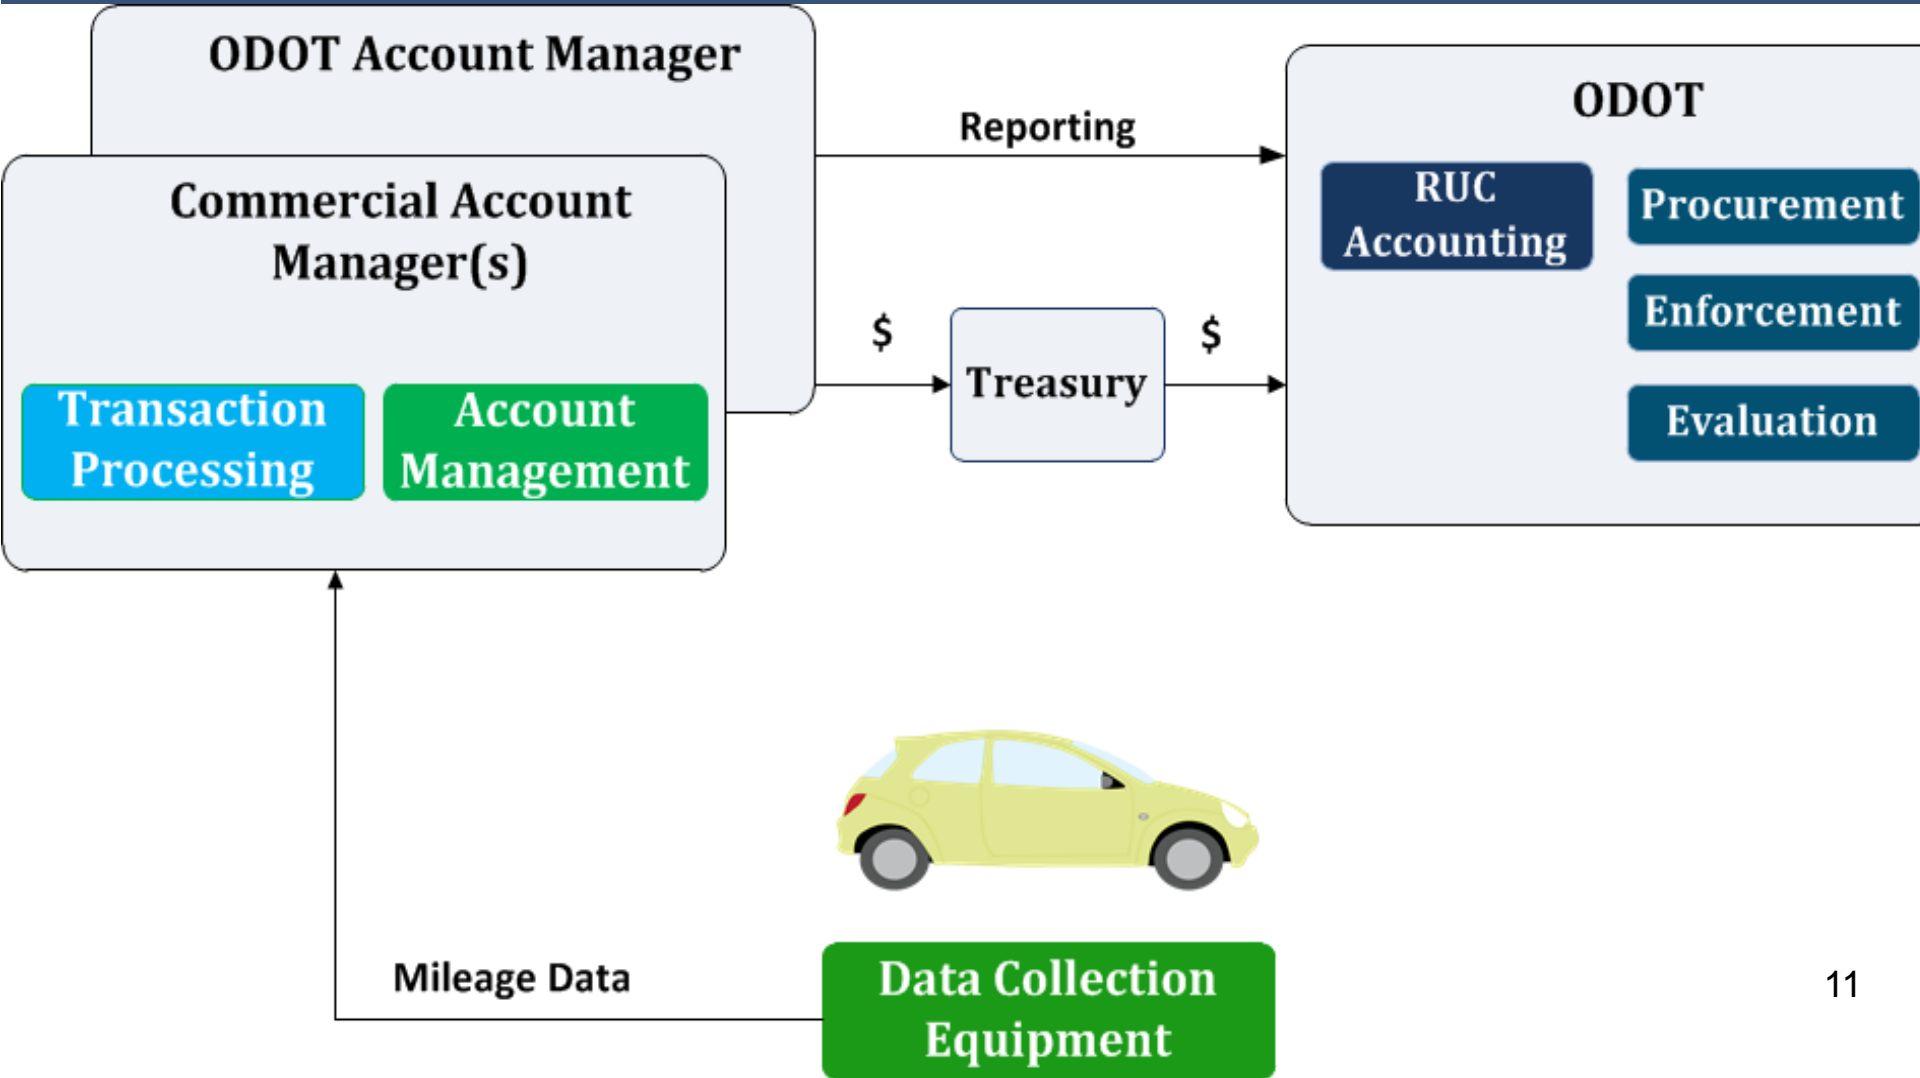 ODOT Account Manager
Commercial Account
Manager(s)
Transaction
Processing
Account
Management
Reporting
$
Treasury
$
ODOT
RUC
Accounting
Procurement
Enforcement
Evaluation
Mileage Data
Data Collection
Equipment
11